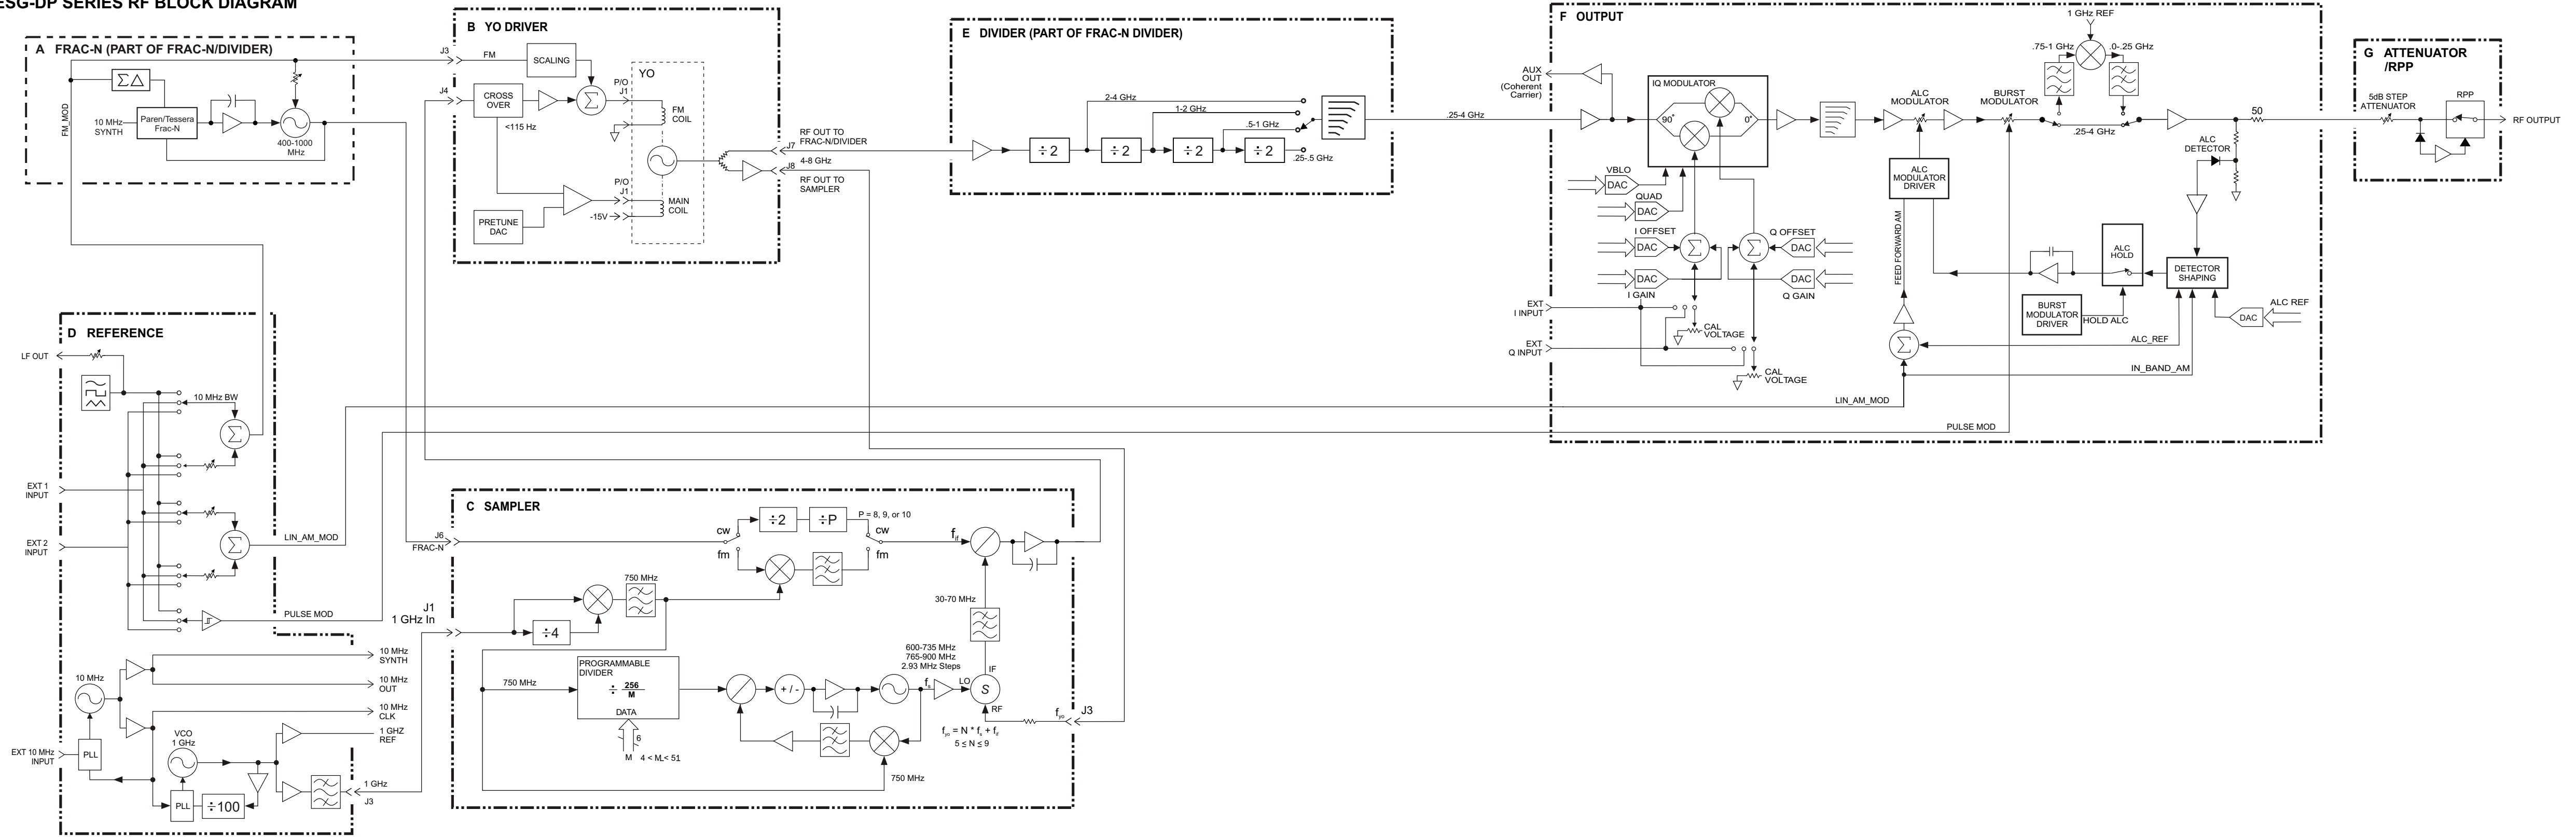 ESG-DP SERIES RF BLOCK DIAGRAM
A FRAC-N (PART OF FRAC-N/DIVIDER)
FM_MOD
ΣΔ
10 MHz
SYNTH
Paren/Tessera
Frac-N
400-1000
MHz
B YO DRIVER
J3
FM
SCALING
J4
CROSS
OVER
<115 Hz
Σ
P/O
J1
YO
FM
COIL
P/O
J1
-15V
MAIN
COIL
PRETUNE
DAC
RF OUT TO
FRAC-N/DIVIDER
J7
4-8 GHz
J8
RF OUT TO
SAMPLER
E DIVIDER (PART OF FRAC-N DIVIDER)
2-4 GHz
1-2 GHz
.5-1 GHz
.25-.5 GHz
÷2
÷2
÷2
÷2
.25-4 GHz
F OUTPUT
AUX
OUT
(Coherent
Carrier)
IQ MODULATOR
90°
0°
VBLO
DAC
QUAD
DAC
I OFFSET
DAC
Σ
Σ
Q OFFSET
DAC
DAC
I GAIN
DAC
Q GAIN
EXT
I INPUT
CAL
VOLTAGE
EXT
Q INPUT
CAL
VOLTAGE
ALC
MODULATOR
BURST
MODULATOR
1 GHz REF
.75-1 GHz
.0-.25 GHz
.25-4 GHz
ALC
DETECTOR
50
ALC
MODULATOR
DRIVER
FEED FORWARD AM
ALC
HOLD
DETECTOR
SHAPING
BURST
MODULATOR
DRIVER
HOLD ALC
ALC REF
DAC
Σ
ALC_REF
IN_BAND_AM
LIN_AM_MOD
PULSE MOD
G ATTENUATOR
/RPP
5dB STEP
ATTENUATOR
RPP
RF OUTPUT
D REFERENCE
LF OUT
10 MHz BW
Σ
EXT 1
INPUT
EXT 2
INPUT
Σ
LIN_AM_MOD
PULSE MOD
10 MHz
SYNTH
10 MHz
OUT
10 MHz
10 MHz
CLK
VCO
1 GHz
1 GHZ
REF
EXT 10 MHz
INPUT
PLL
PLL
÷100
1 GHz
J3
C SAMPLER
J6
FRAC-N
cw
fm
÷2
÷P
P = 8, 9, or 10
cw
fm
fif
J1
1 GHz In
÷4
750 MHz
30-70 MHz
PROGRAMMABLE
DIVIDER
÷ 256
M
DATA
6
M 4 < M < 51
750 MHz
+ / -
600-735 MHz
765-900 MHz
2.93 MHz Steps
fs
LO
IF
S
RF
fyo
J3
fyo = N * fs + fif
5 ≤ N ≤ 9
750 MHz